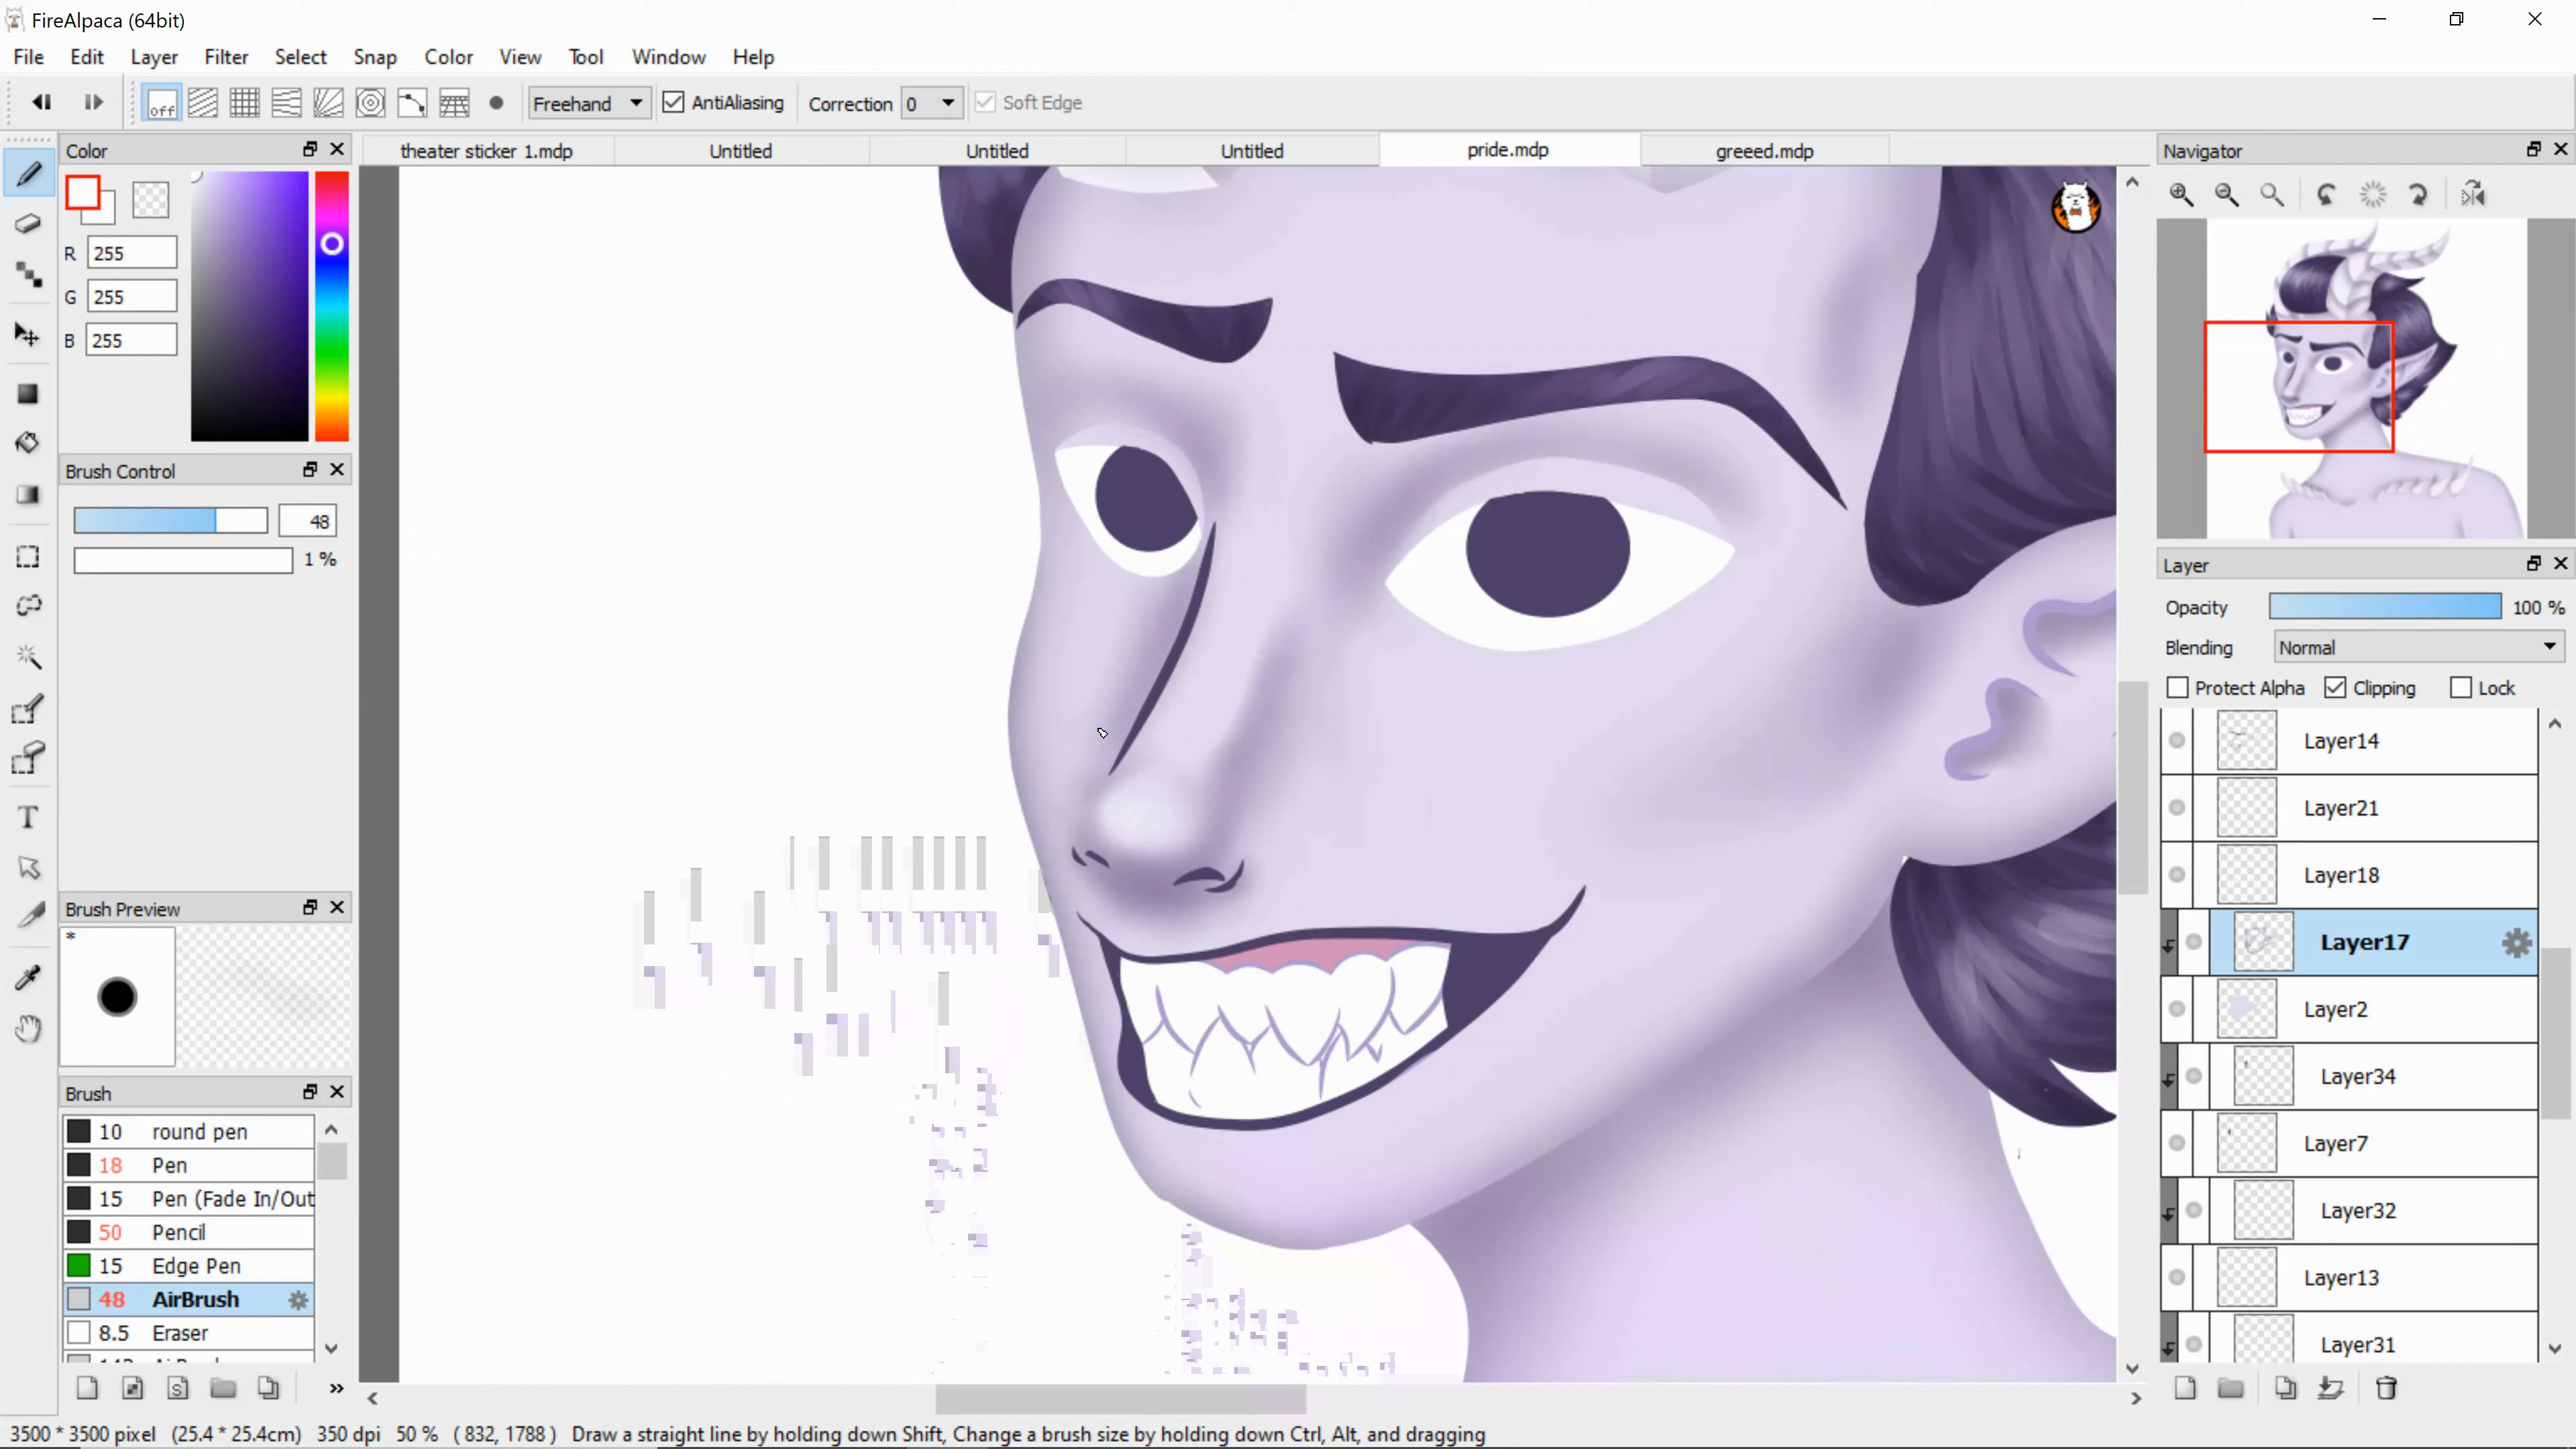 FireAlpaca (64bit)
File Edit Layer Filter Select Snap Color View Tool Window Help
off Freehand AntiAliasing Correction 0 Soft Edge
Color
theater sticker 1.mdp Untitled Untitled Untitled pride.mdp greeed.mdp
Navigator
R 255
G 255
B 255
Brush Control
48
1 %
Brush Preview
*
Brush
10 round pen
18 Pen
15 Pen (Fade In/Out
50 Pencil
15 Edge Pen
48 AirBrush
8.5 Eraser
Layer
Opacity 100 %
Blending Normal
Protect Alpha Clipping Lock
Layer14
Layer21
Layer18
Layer17
Layer2
Layer34
Layer7
Layer32
Layer13
Layer31
3500 * 3500 pixel (25.4 * 25.4cm) 350 dpi 50 % ( 832, 1788 ) Draw a straight line by holding down Shift, Change a brush size by holding down Ctrl, Alt, and dragging